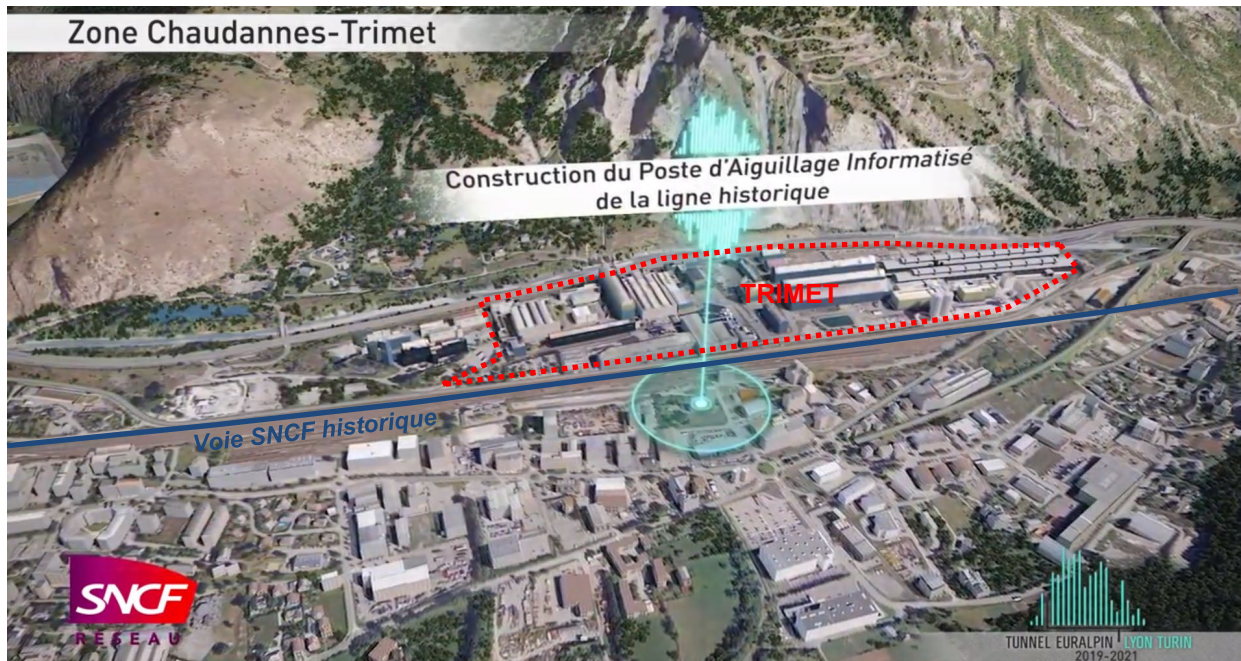 Zone Chaudannes-Trimet
Construction du Poste d'Aiguillage Informatisé
de la ligne historique
TRIMET
Voie SNCF historique
SNCF
RÉSEAU
TUNNEL EURALPIN LYON TURIN
2019-2021